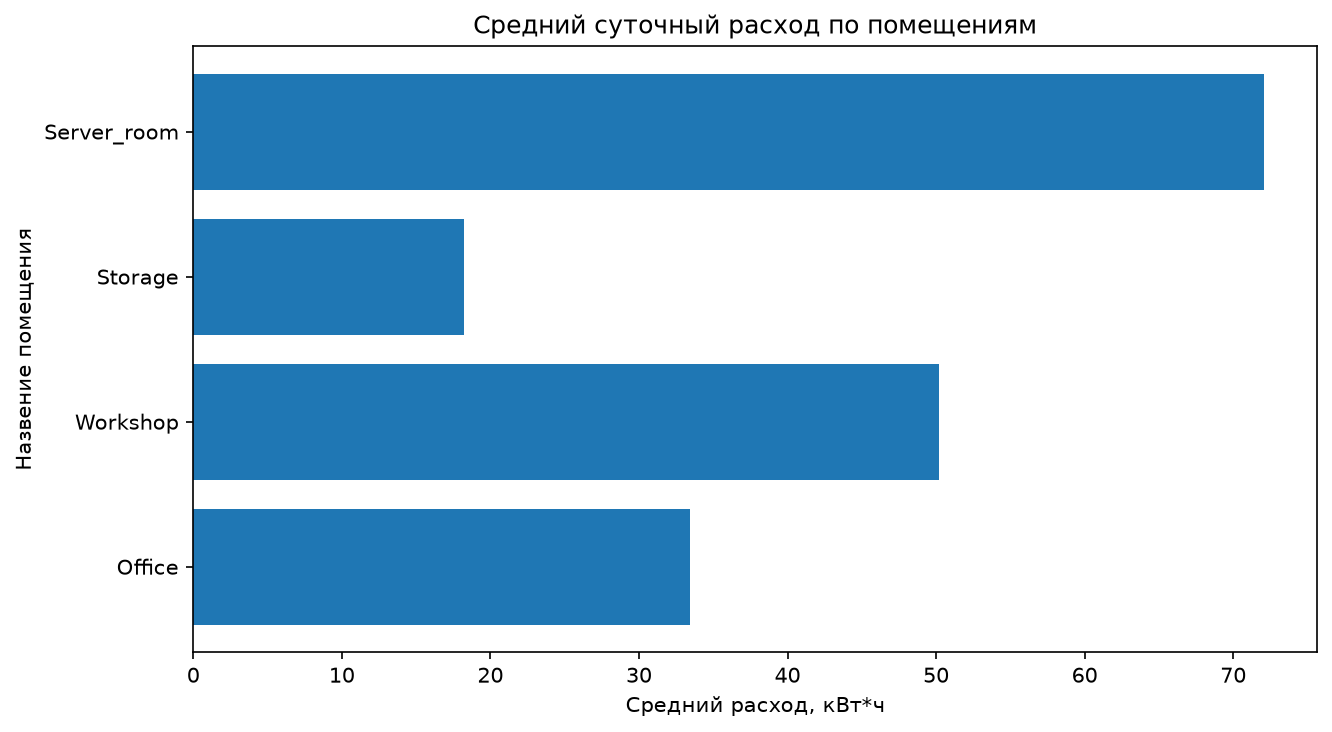 Средний суточный расход по помещениям
Назвение помещения
Server_room
Storage
Workshop
Office
0 10 20 30 40 50 60 70
Средний расход, кВт*ч